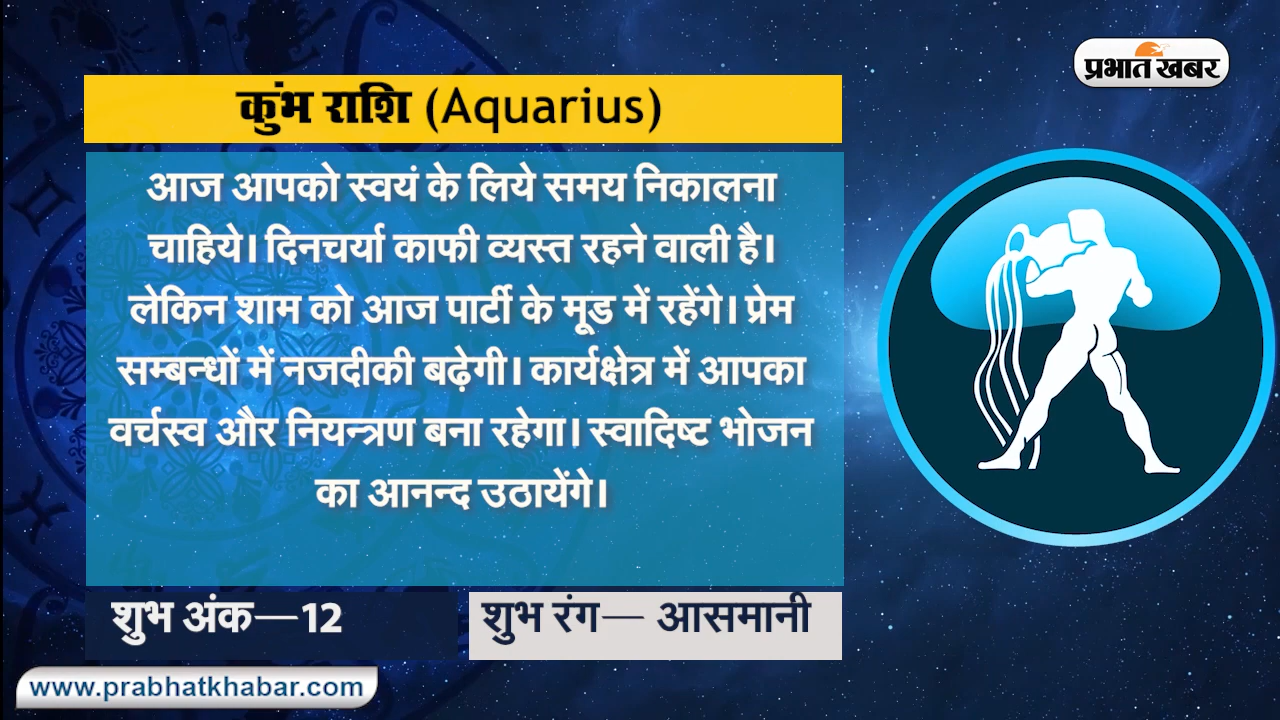 प्रभात खबर
कुंभ राशि (Aquarius)
आज आपको स्वयं के लिये समय निकालना
चाहिये। दिनचर्या काफी व्यस्त रहने वाली है।
लेकिन शाम को आज पार्टी के मूड में रहेंगे। प्रेम
सम्बन्धों में नजदीकी बढ़ेगी। कार्यक्षेत्र में आपका
वर्चस्व और नियन्त्रण बना रहेगा। स्वादिष्ट भोजन
का आनन्द उठायेंगे।
शुभ अंक—12
शुभ रंग— आसमानी
www.prabhatkhabar.com